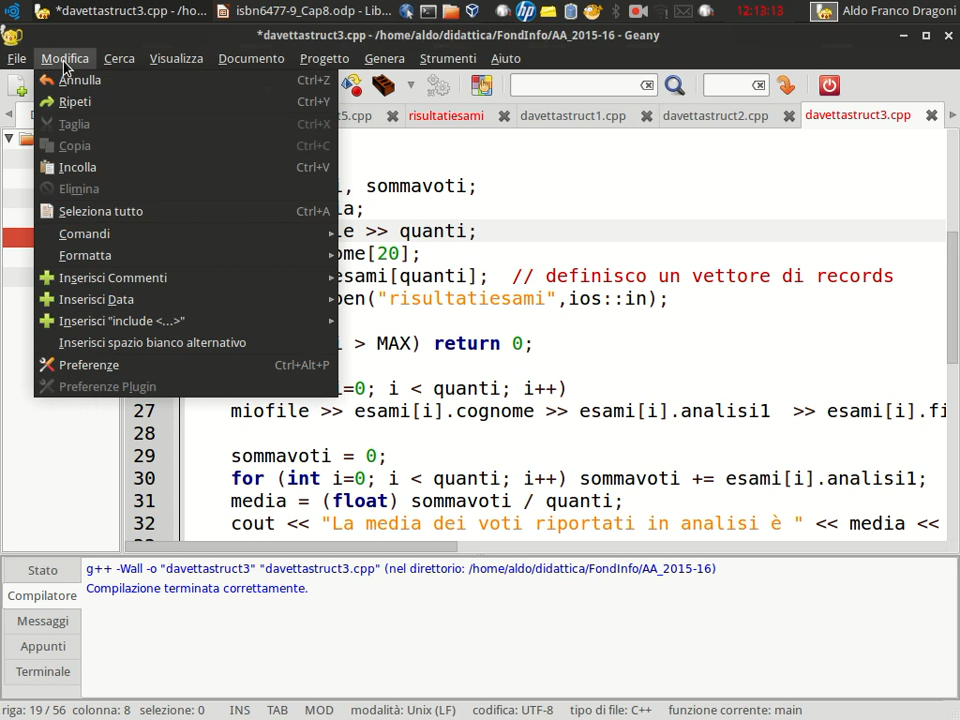 *davettastruct3.cpp - /ho...
isbn6477-9_Cap8.odp - Lib...
12:13:13
Aldo Franco Dragoni
*davettastruct3.cpp - /home/aldo/didattica/FondInfo/AA_2015-16 - Geany
File Modifica Cerca Visualizza Documento Progetto Genera Strumenti Aiuto
Annulla Ctrl+Z
Ripeti Ctrl+Y
Taglia Ctrl+X
Copia Ctrl+C
Incolla Ctrl+V
Elimina
Seleziona tutto Ctrl+A
Comandi
Formatta
Inserisci Commenti
Inserisci Data
Inserisci "include <...>"
Inserisci spazio bianco alternativo
Preferenze Ctrl+Alt+P
Preferenze Plugin
5.cpp risultatiesami davettastruct1.cpp davettastruct2.cpp davettastruct3.cpp
i, sommavoti;
ia;
le >> quanti;
ome[20];
esami[quanti]; // definisco un vettore di records
pen("risultatiesami",ios::in);
i > MAX) return 0;
i=0; i < quanti; i++)
27 miofile >> esami[i].cognome >> esami[i].analisi1 >> esami[i].fi
28
29 sommavoti = 0;
30 for (int i=0; i < quanti; i++) sommavoti += esami[i].analisi1;
31 media = (float) sommavoti / quanti;
32 cout << "La media dei voti riportati in analisi è " << media <<
Stato
Compilatore
Messaggi
Appunti
Terminale
g++ -Wall -o "davettastruct3" "davettastruct3.cpp" (nel direttorio: /home/aldo/didattica/FondInfo/AA_2015-16)
Compilazione terminata correttamente.
riga: 19 / 56 colonna: 8 selezione: 0 INS TAB MOD modalità: Unix (LF) codifica: UTF-8 tipo di file: C++ funzione corrente: main